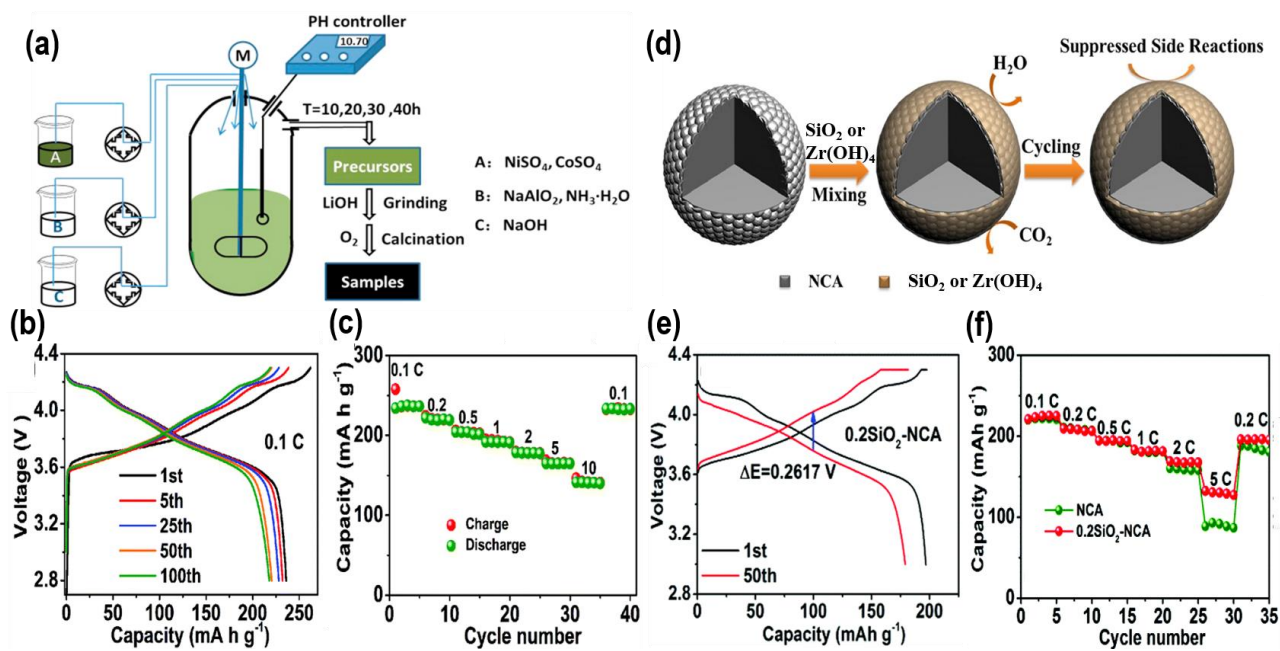 (a)
PH controller
10.70
M
T=10,20,30 ,40h
A
B
C
Precursors
LiOH Grinding
O₂ Calcination
Samples
A: NiSO₄, CoSO₄
B: NaAlO₂, NH₃·H₂O
C: NaOH
(d)
SiO₂ or
Zr(OH)₄
Mixing
H₂O
CO₂
Cycling
Suppressed Side Reactions
NCA
SiO₂ or Zr(OH)₄
(b)
Voltage (V)
4.4
4.0
3.6
3.2
2.8
0.1 C
1st
5th
25th
50th
100th
0 50 100 150 200 250
Capacity (mA h g⁻¹)
(c)
Capacity (mA h g⁻¹)
300
200
100
0
0.1 C
0.2
0.5
1
2
5
10
0.1
Charge
Discharge
0 10 20 30 40
Cycle number
(e)
Voltage (V)
4.4
4.0
3.6
3.2
2.8
0.2SiO₂-NCA
ΔE=0.2617 V
1st
50th
0 50 100 150 200
Capacity (mAh g⁻¹)
(f)
Capacity (mAh g⁻¹)
300
200
100
0
0.1 C
0.2 C
0.5 C
1 C
2 C
5 C
0.2 C
NCA
0.2SiO₂-NCA
0 5 10 15 20 25 30 35
Cycle number